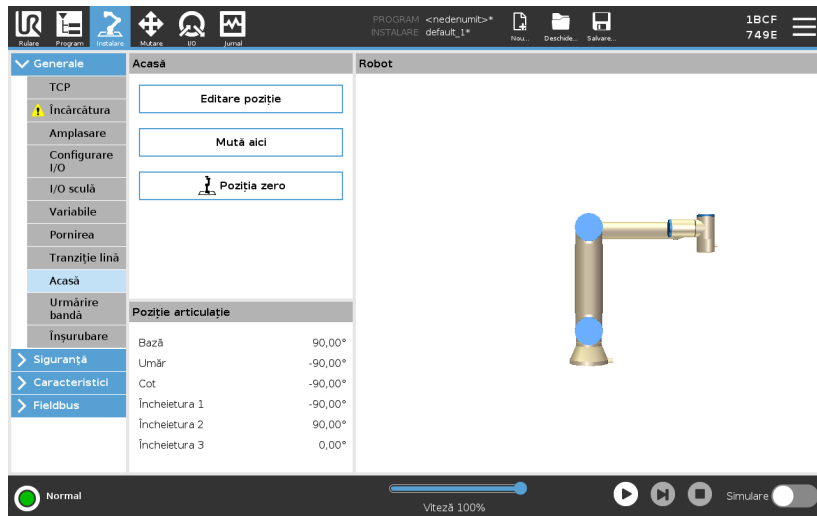 UR
Rulare
Program
Instalare
Mutare
I/O
Jurnal
PROGRAM <nedenumit>*
INSTALARE default_1*
Nou...
Deschide...
Salvare...
1BCF
749E
Generale
TCP
Încărcătura
Amplasare
Configurare
I/O
I/O sculă
Variabile
Pornirea
Tranziție lină
Acasă
Urmărire
bandă
Înșurubare
Siguranță
Caracteristici
Fieldbus
Acasă
Editare poziție
Mută aici
Poziția zero
Poziție articulație
Bază 90,00°
Umăr -90,00°
Cot -90,00°
Încheietura 1 -90,00°
Încheietura 2 90,00°
Încheietura 3 0,00°
Robot
Normal
Viteză 100%
Simulare